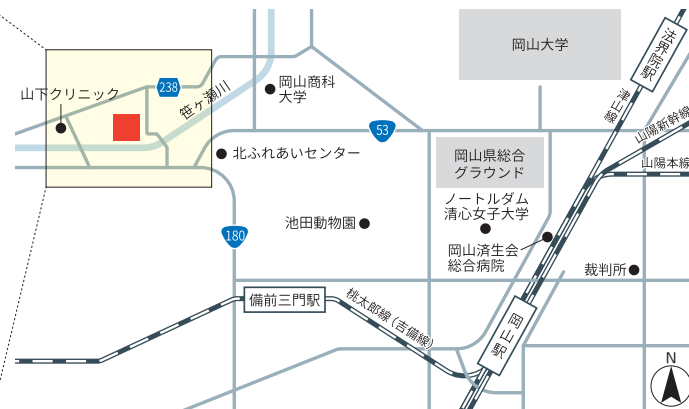 岡山大学
法界院駅
津山線
山陽新幹線
山陽本線
山下クリニック
238
笹ヶ瀬川
岡山商科
大学
53
北ふれあいセンター
岡山県総合
グラウンド
ノートルダム
清心女子大学
池田動物園
180
岡山済生会
総合病院
裁判所
備前三門駅
桃太郎線（吉備線）
岡山駅
N